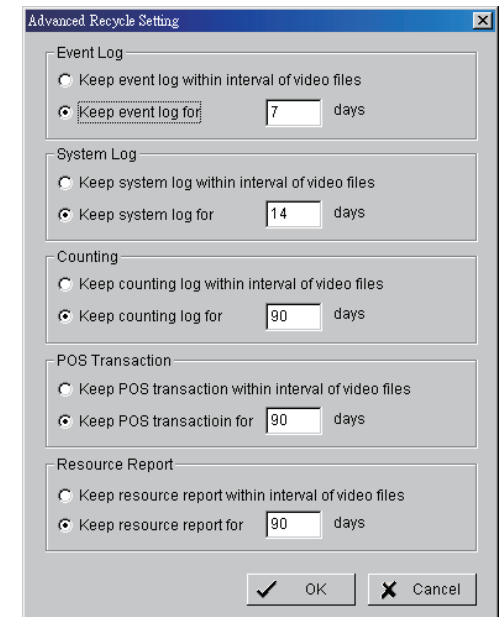 Advanced Recycle Setting
Event Log
Keep event log within interval of video files
Keep event log for 7 days
System Log
Keep system log within interval of video files
Keep system log for 14 days
Counting
Keep counting log within interval of video files
Keep counting log for 90 days
POS Transaction
Keep POS transaction within interval of video files
Keep POS transactioin for 90 days
Resource Report
Keep resource report within interval of video files
Keep resource report for 90 days
OK Cancel